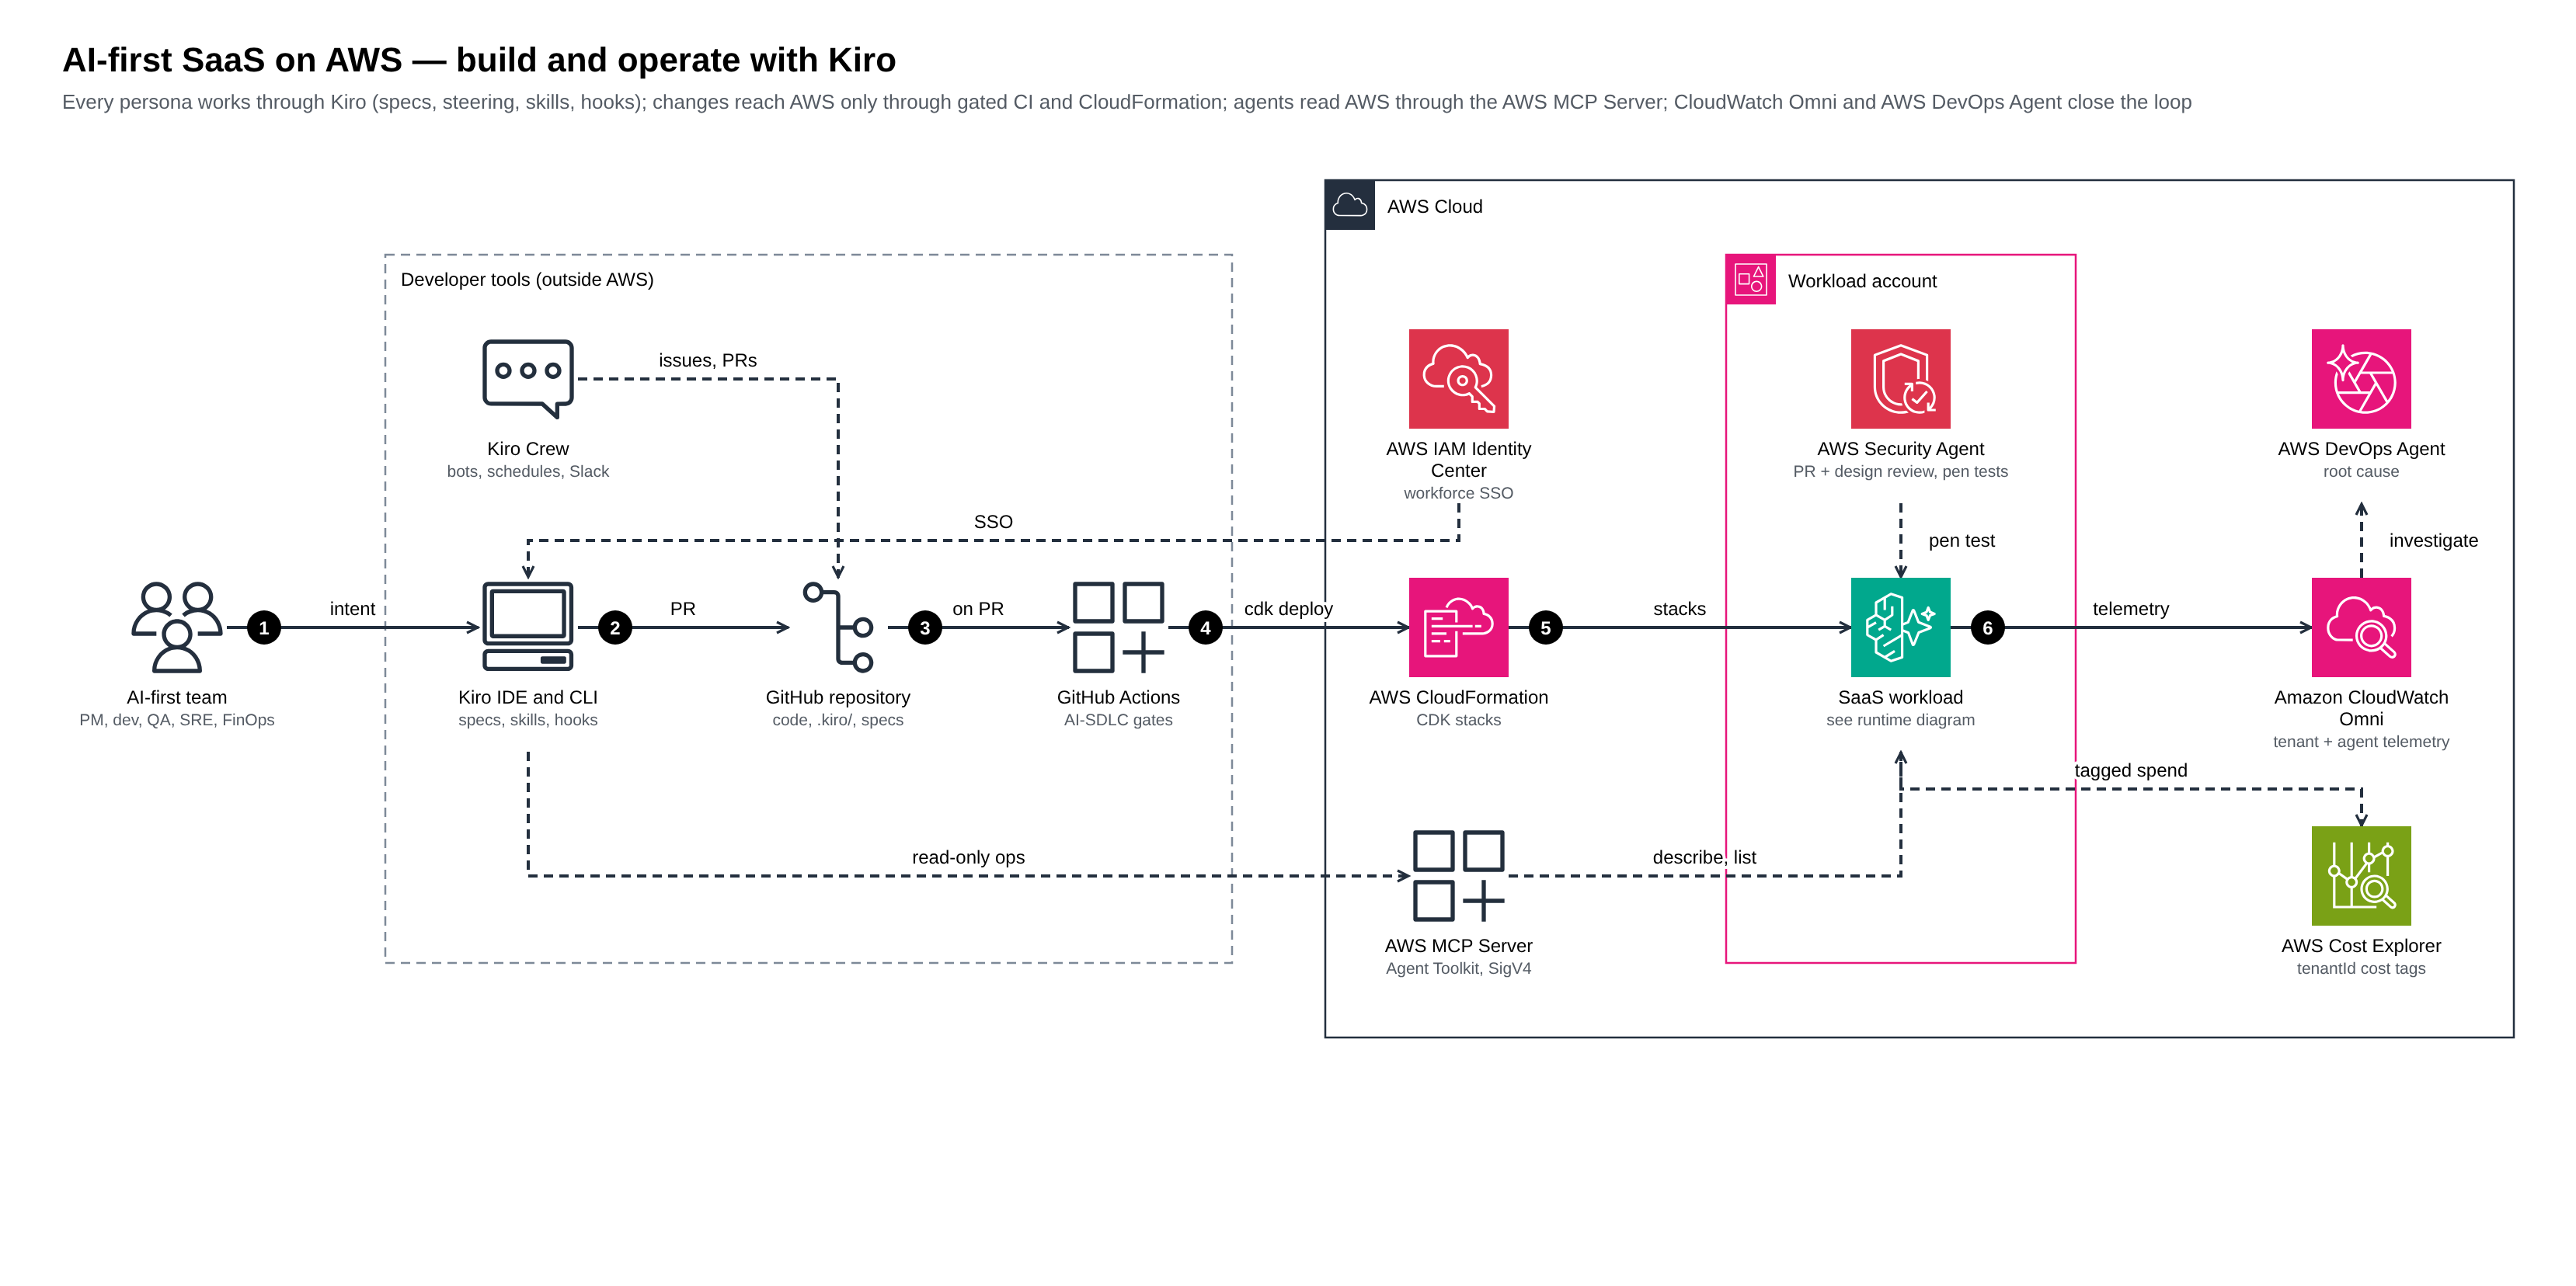 AI-first SaaS on AWS — build and operate with Kiro
Every persona works through Kiro (specs, steering, skills, hooks); changes reach AWS only through gated CI and CloudFormation; agents read AWS through the AWS MCP Server; CloudWatch Omni and AWS DevOps Agent close the loop
AWS Cloud
Developer tools (outside AWS)
Workload account
issues, PRs
Kiro Crew
bots, schedules, Slack
AWS IAM Identity
Center
workforce SSO
AWS Security Agent
PR + design review, pen tests
AWS DevOps Agent
root cause
SSO
pen test
investigate
1
intent
2
PR
3
on PR
4
cdk deploy
5
stacks
6
telemetry
AI-first team
PM, dev, QA, SRE, FinOps
Kiro IDE and CLI
specs, skills, hooks
GitHub repository
code, .kiro/, specs
GitHub Actions
AI-SDLC gates
AWS CloudFormation
CDK stacks
SaaS workload
see runtime diagram
Amazon CloudWatch
Omni
tenant + agent telemetry
tagged spend
read-only ops
describe, list
AWS MCP Server
Agent Toolkit, SigV4
AWS Cost Explorer
tenantId cost tags